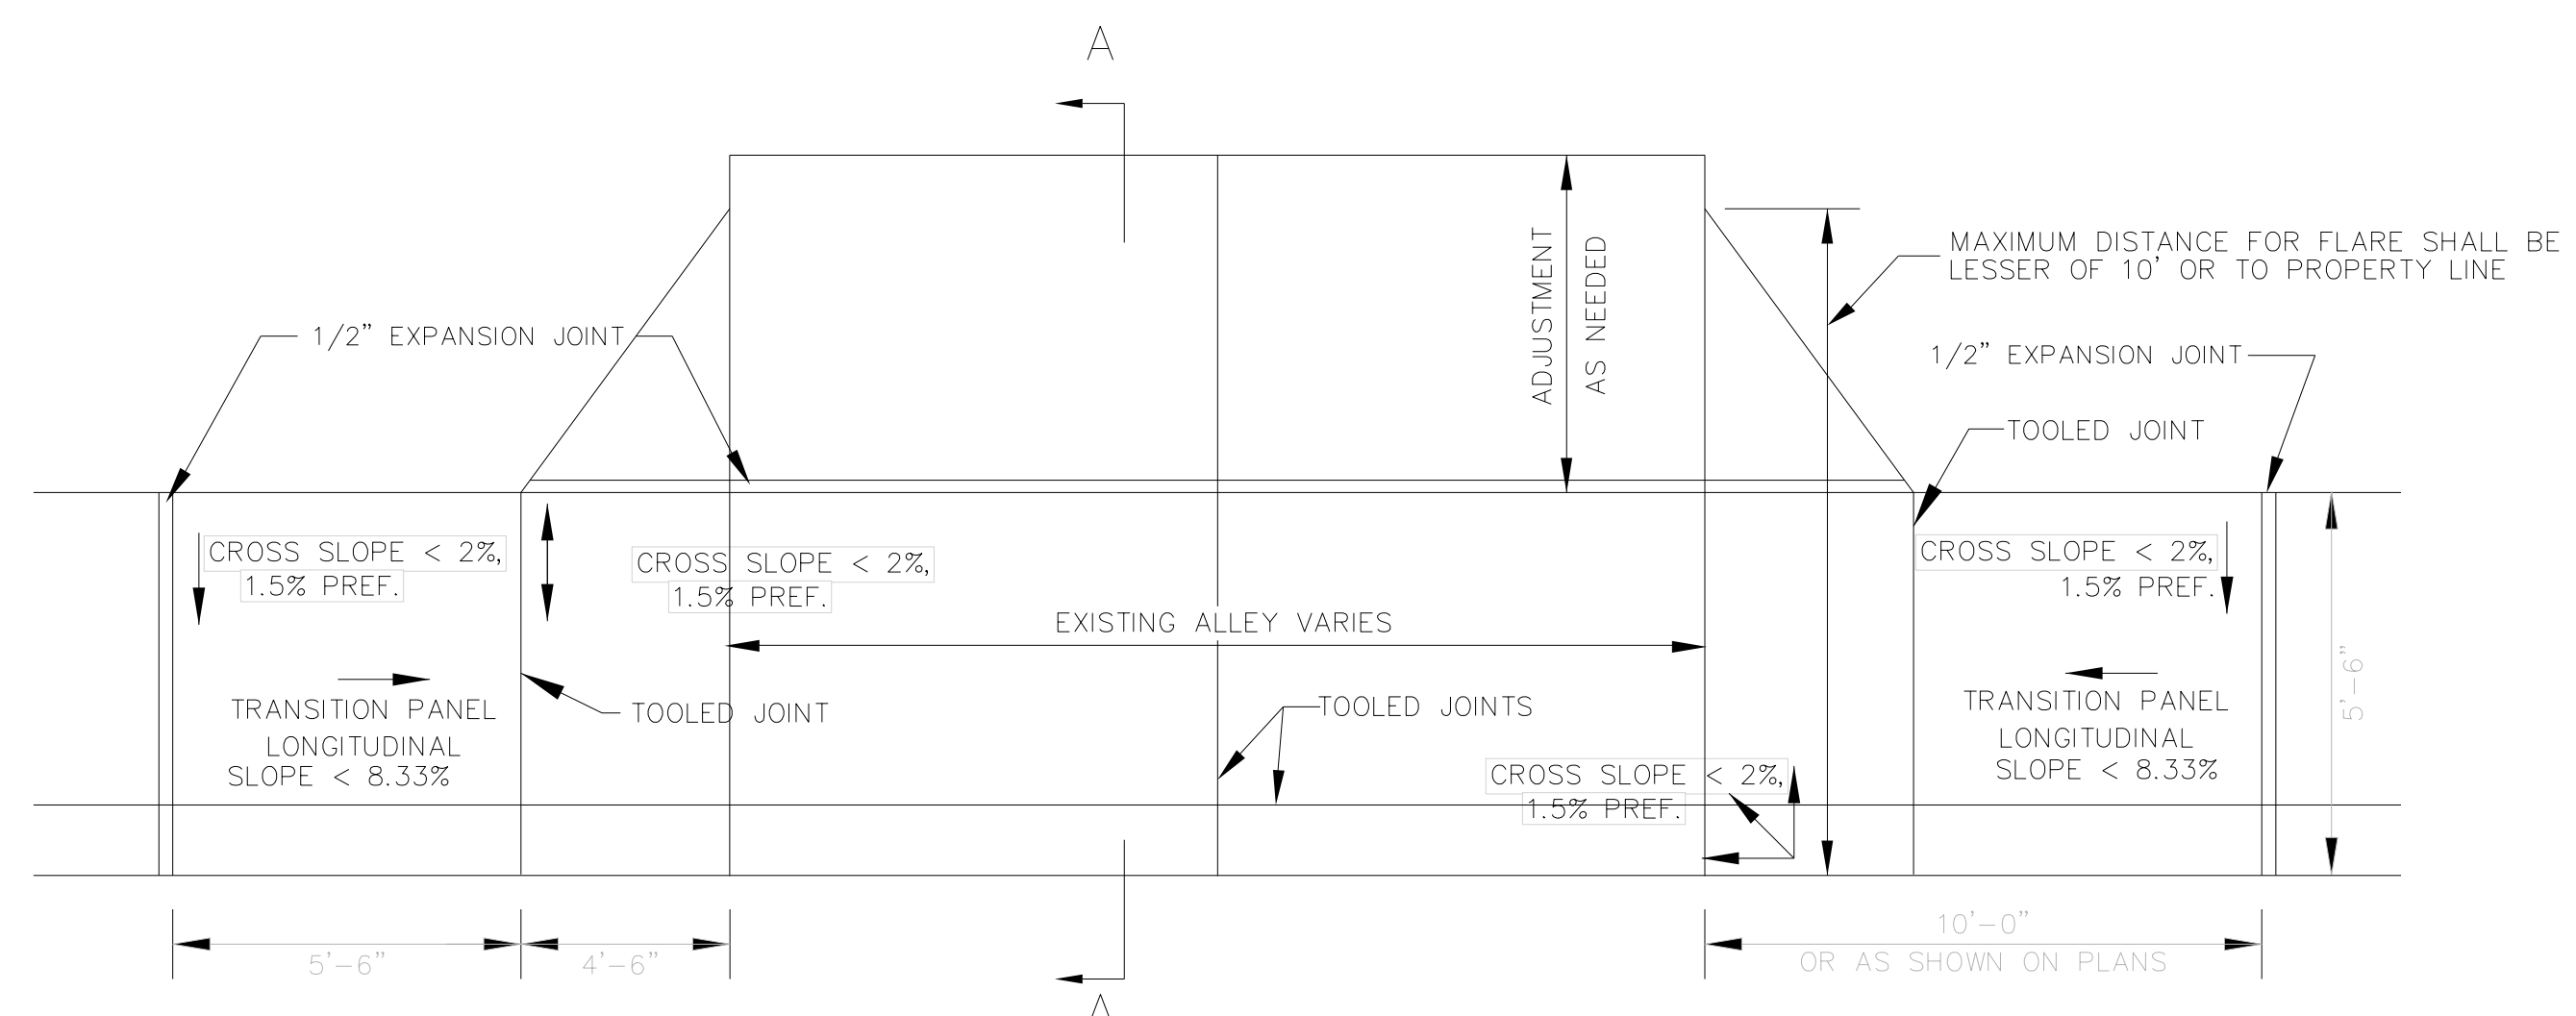 A
MAXIMUM DISTANCE FOR FLARE SHALL BE
LESSER OF 10' OR TO PROPERTY LINE
ADJUSTMENT
AS NEEDED
1/2" EXPANSION JOINT
1/2" EXPANSION JOINT
TOOLED JOINT
CROSS SLOPE < 2%,
1.5% PREF.
CROSS SLOPE < 2%,
1.5% PREF.
CROSS SLOPE < 2%,
1.5% PREF.
EXISTING ALLEY VARIES
TRANSITION PANEL
LONGITUDINAL
SLOPE < 8.33%
TOOLED JOINT
TOOLED JOINTS
TRANSITION PANEL
LONGITUDINAL
SLOPE < 8.33%
5'-6"
CROSS SLOPE < 2%,
1.5% PREF.
5'-6"
4'-6"
10'-0"
OR AS SHOWN ON PLANS
A